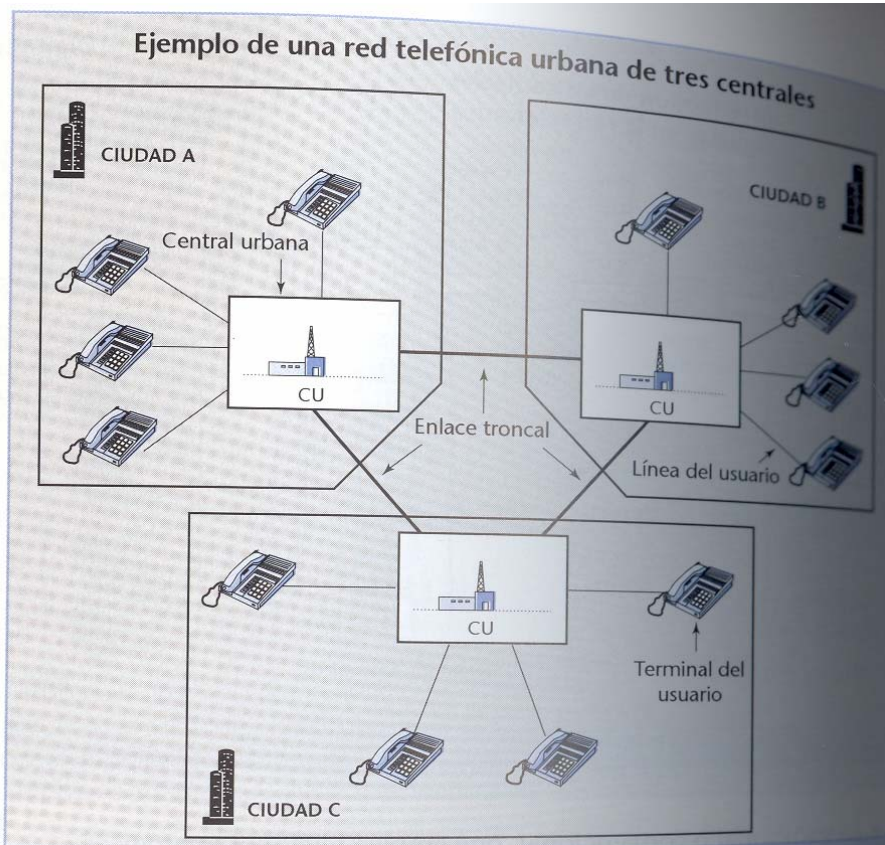 Ejemplo de una red telefónica urbana de tres centrales
CIUDAD A
CIUDAD B
Central urbana
CU
CU
Enlace troncal
Línea del usuario
CU
Terminal del
usuario
CIUDAD C